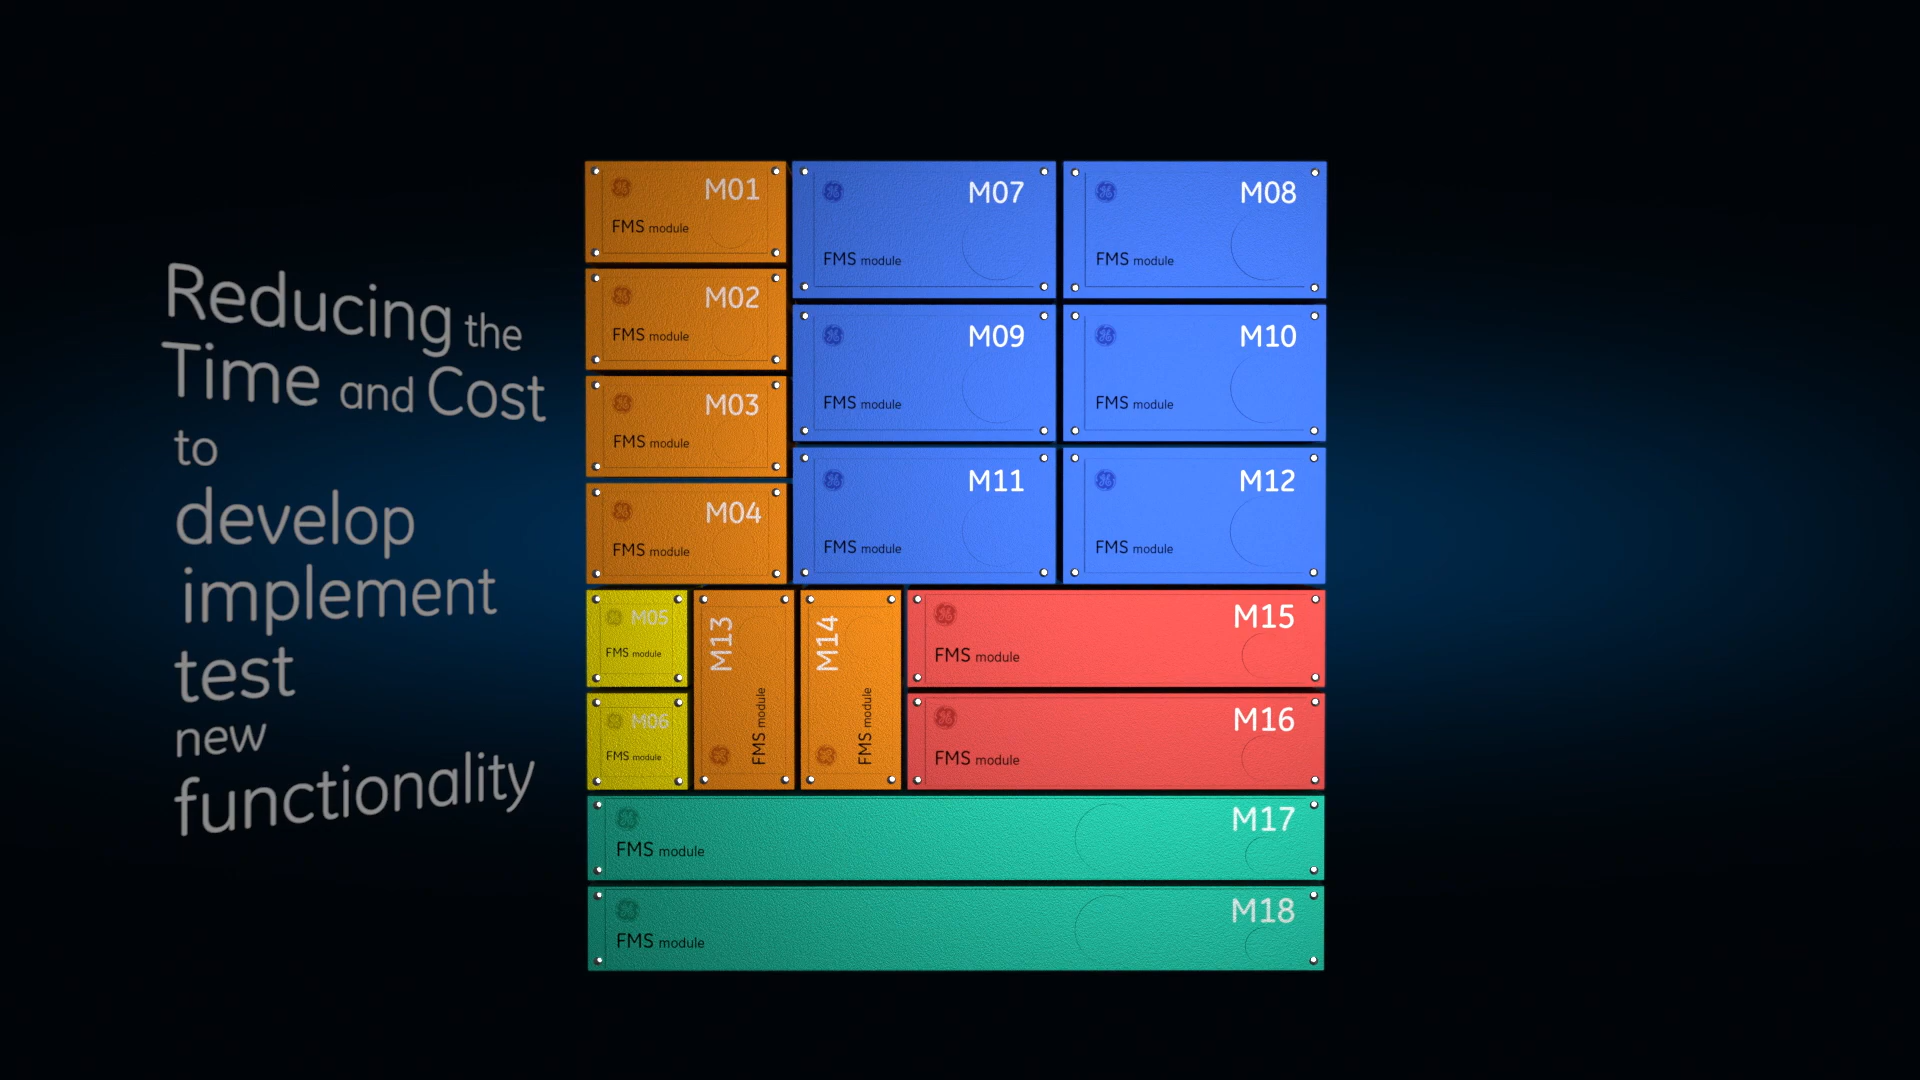 Reducing the
Time and Cost
to
develop
implement
test
new
functionality
M01
FMS module
M02
FMS module
M03
FMS module
M04
FMS module
M07
FMS module
M08
FMS module
M09
FMS module
M10
FMS module
M11
FMS module
M12
FMS module
M05
FMS module
M06
FMS module
M13
FMS module
M14
FMS module
M15
FMS module
M16
FMS module
M17
FMS module
M18
FMS module